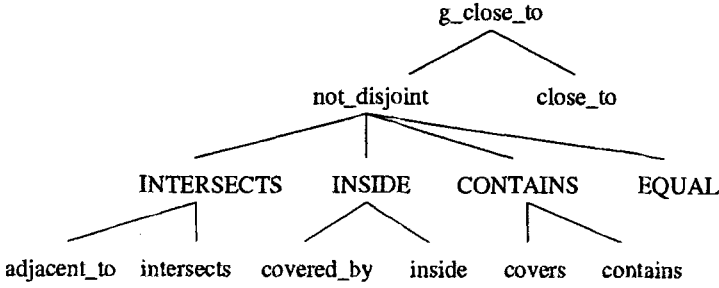 g_close_to
not_disjoint close_to
INTERSECTS INSIDE CONTAINS EQUAL
adjacent_to intersects covered_by inside covers contains